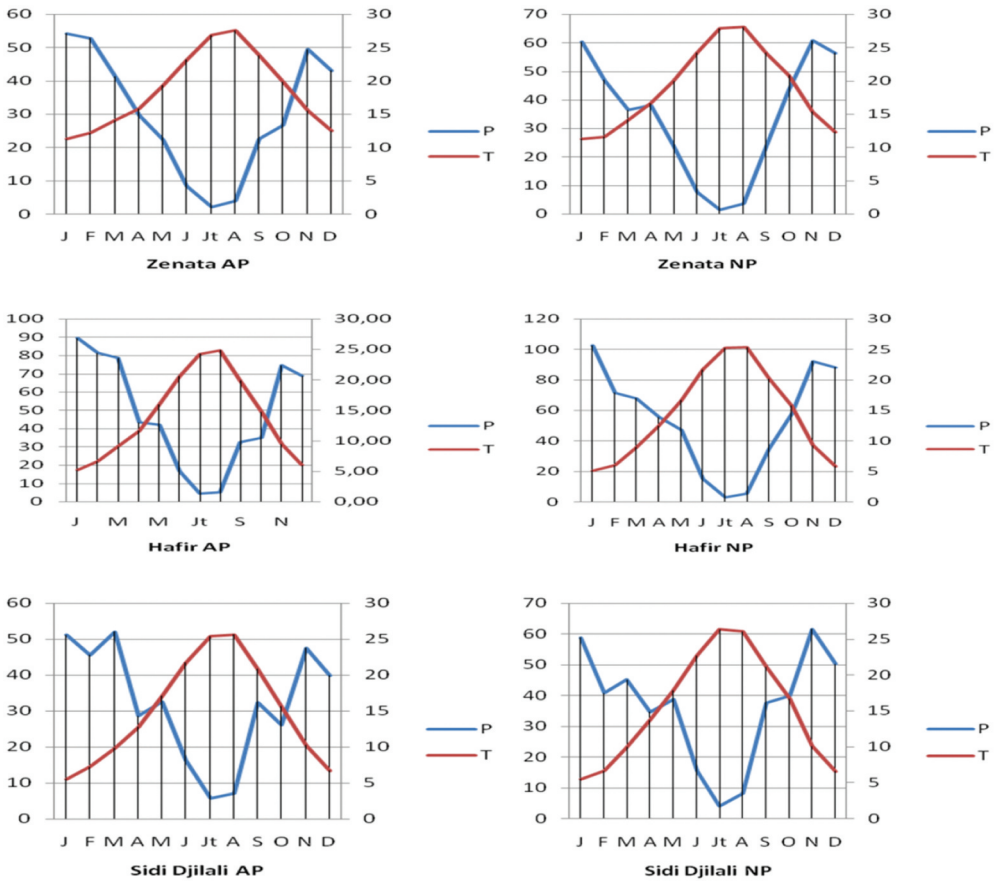 60 30
50 25
40 20
30 15
20 10
10 5
0 0
P
T
J F M A M J Jt A S O N D
Zenata AP
70 30
60 25
50 20
40 15
30 10
20 5
10 0
0
P
T
J F M A M J Jt A S O N D
Zenata NP
100 30,00
90 25,00
80 20,00
70 15,00
60 10,00
50 5,00
40 0,00
30
20
10
0
P
T
J M M Jt S N
Hafir AP
120 30
100 25
80 20
60 15
40 10
20 5
0 0
P
T
J F M A M J Jt A S O N D
Hafir NP
60 30
50 25
40 20
30 15
20 10
10 5
0 0
P
T
J F M A M J Jt A S O N D
Sidi Djilali AP
70 30
60 25
50 20
40 15
30 10
20 5
10 0
0
P
T
J F M A M J Jt A S O N D
Sidi Djilali NP